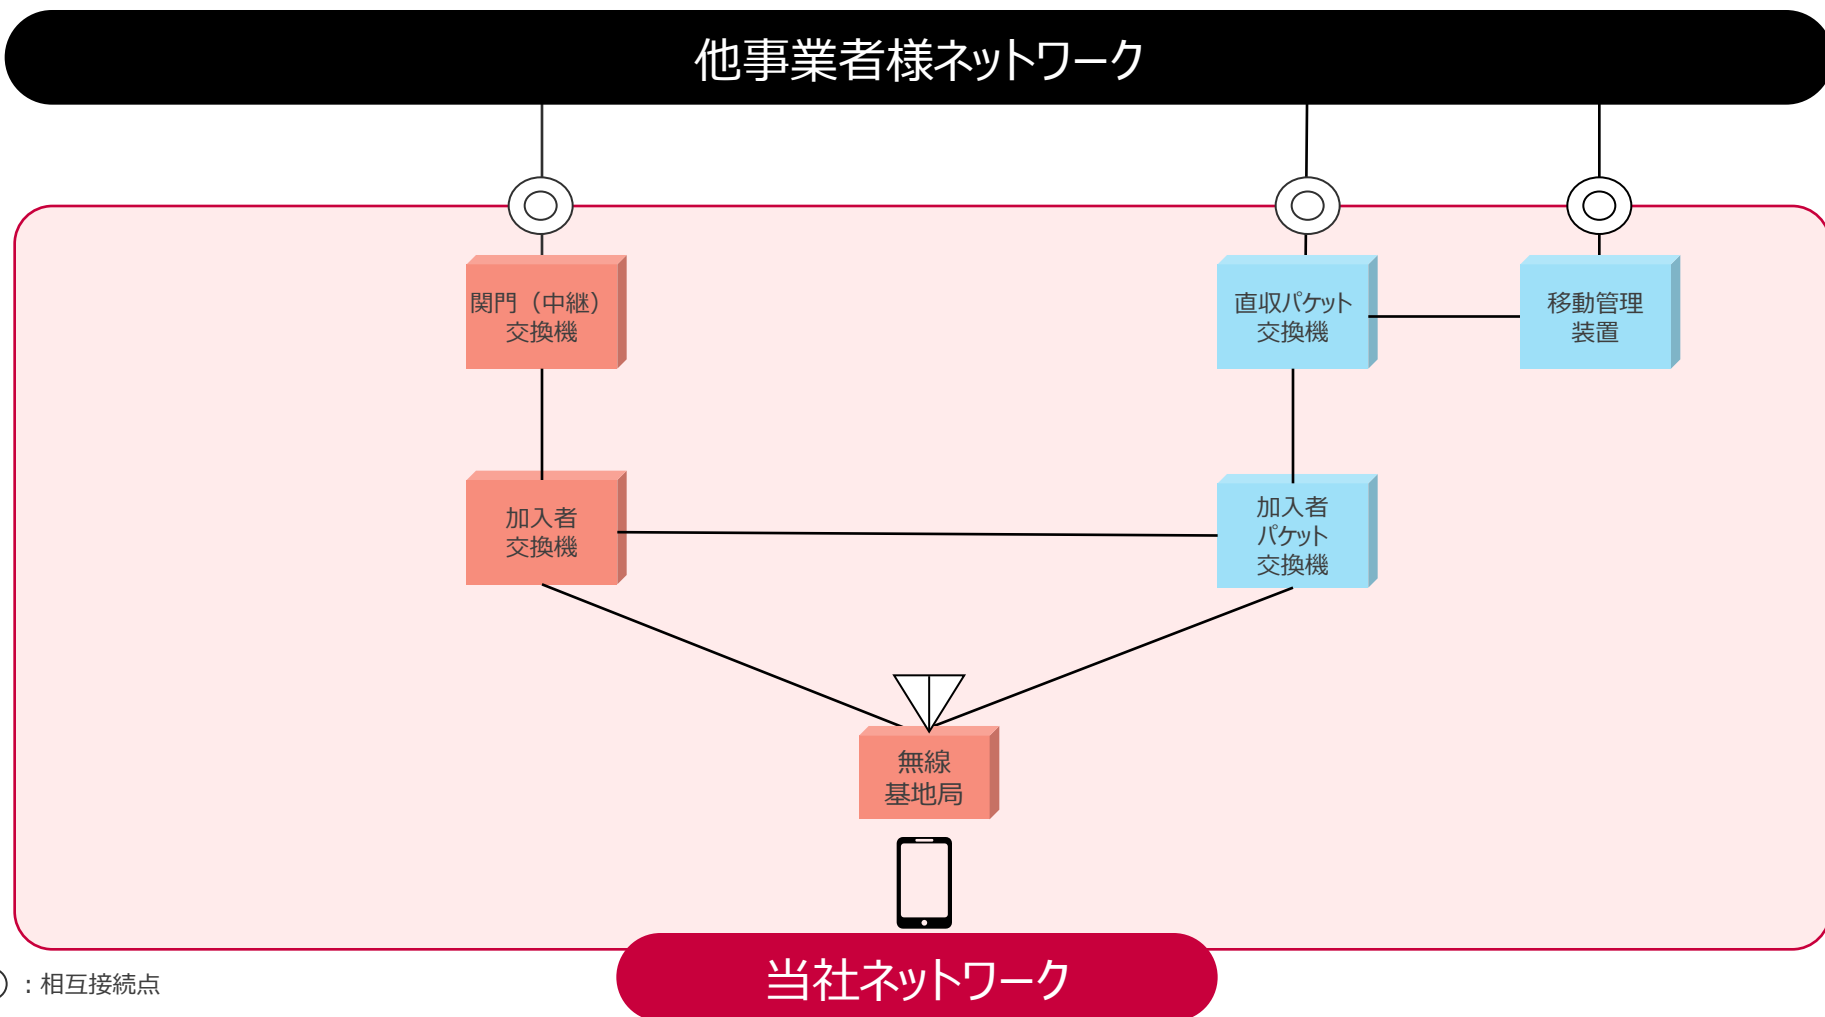 他事業者様ネットワーク
関門（中継）
交換機
直収パケット
交換機
移動管理
装置
加入者
交換機
加入者
パケット
交換機
無線
基地局
当社ネットワーク
：相互接続点